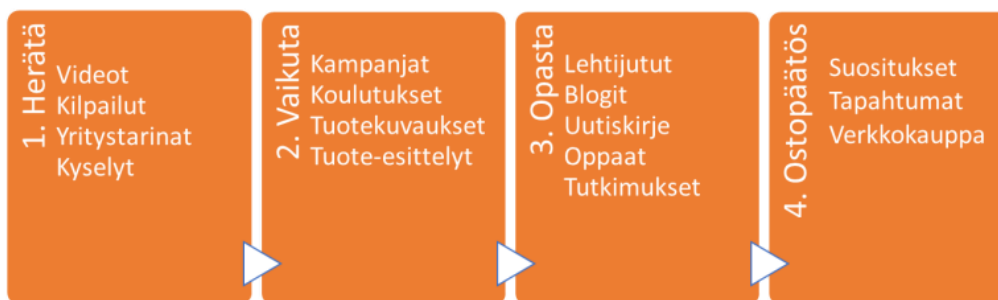 1. Herätä
Videot
Kilpailut
Yritystarinat
Kyselyt
2. Vaikuta
Kampanjat
Koulutukset
Tuotekuvaukset
Tuote-esittelyt
3. Opasta
Lehtijutut
Blogit
Uutiskirje
Oppaat
Tutkimukset
4. Ostopäätös
Suositukset
Tapahtumat
Verkkokauppa